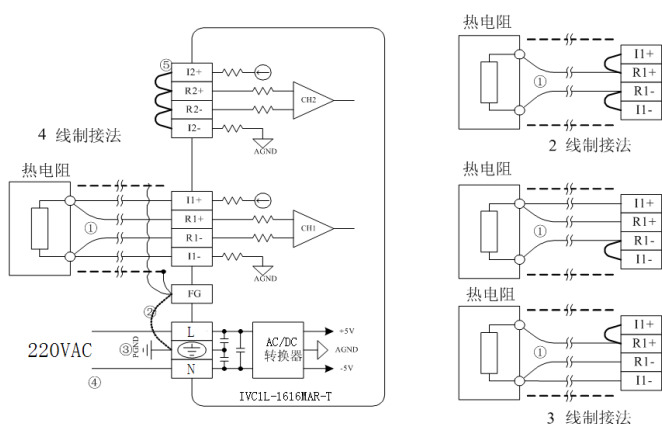 ⑤
I2+
R2+
R2-
I2-
CH2
AGND
4 线制接法
热电阻
①
I1+
R1+
R1-
I1-
CH1
AGND
FG
②
220VAC
③
PGND
④
L
N
AC/DC
转换器
+5V
AGND
-5V
IVC1L-1616MAR-T
热电阻
①
I1+
R1+
R1-
I1-
2 线制接法
热电阻
①
I1+
R1+
R1-
I1-
热电阻
①
I1+
R1+
R1-
I1-
3 线制接法